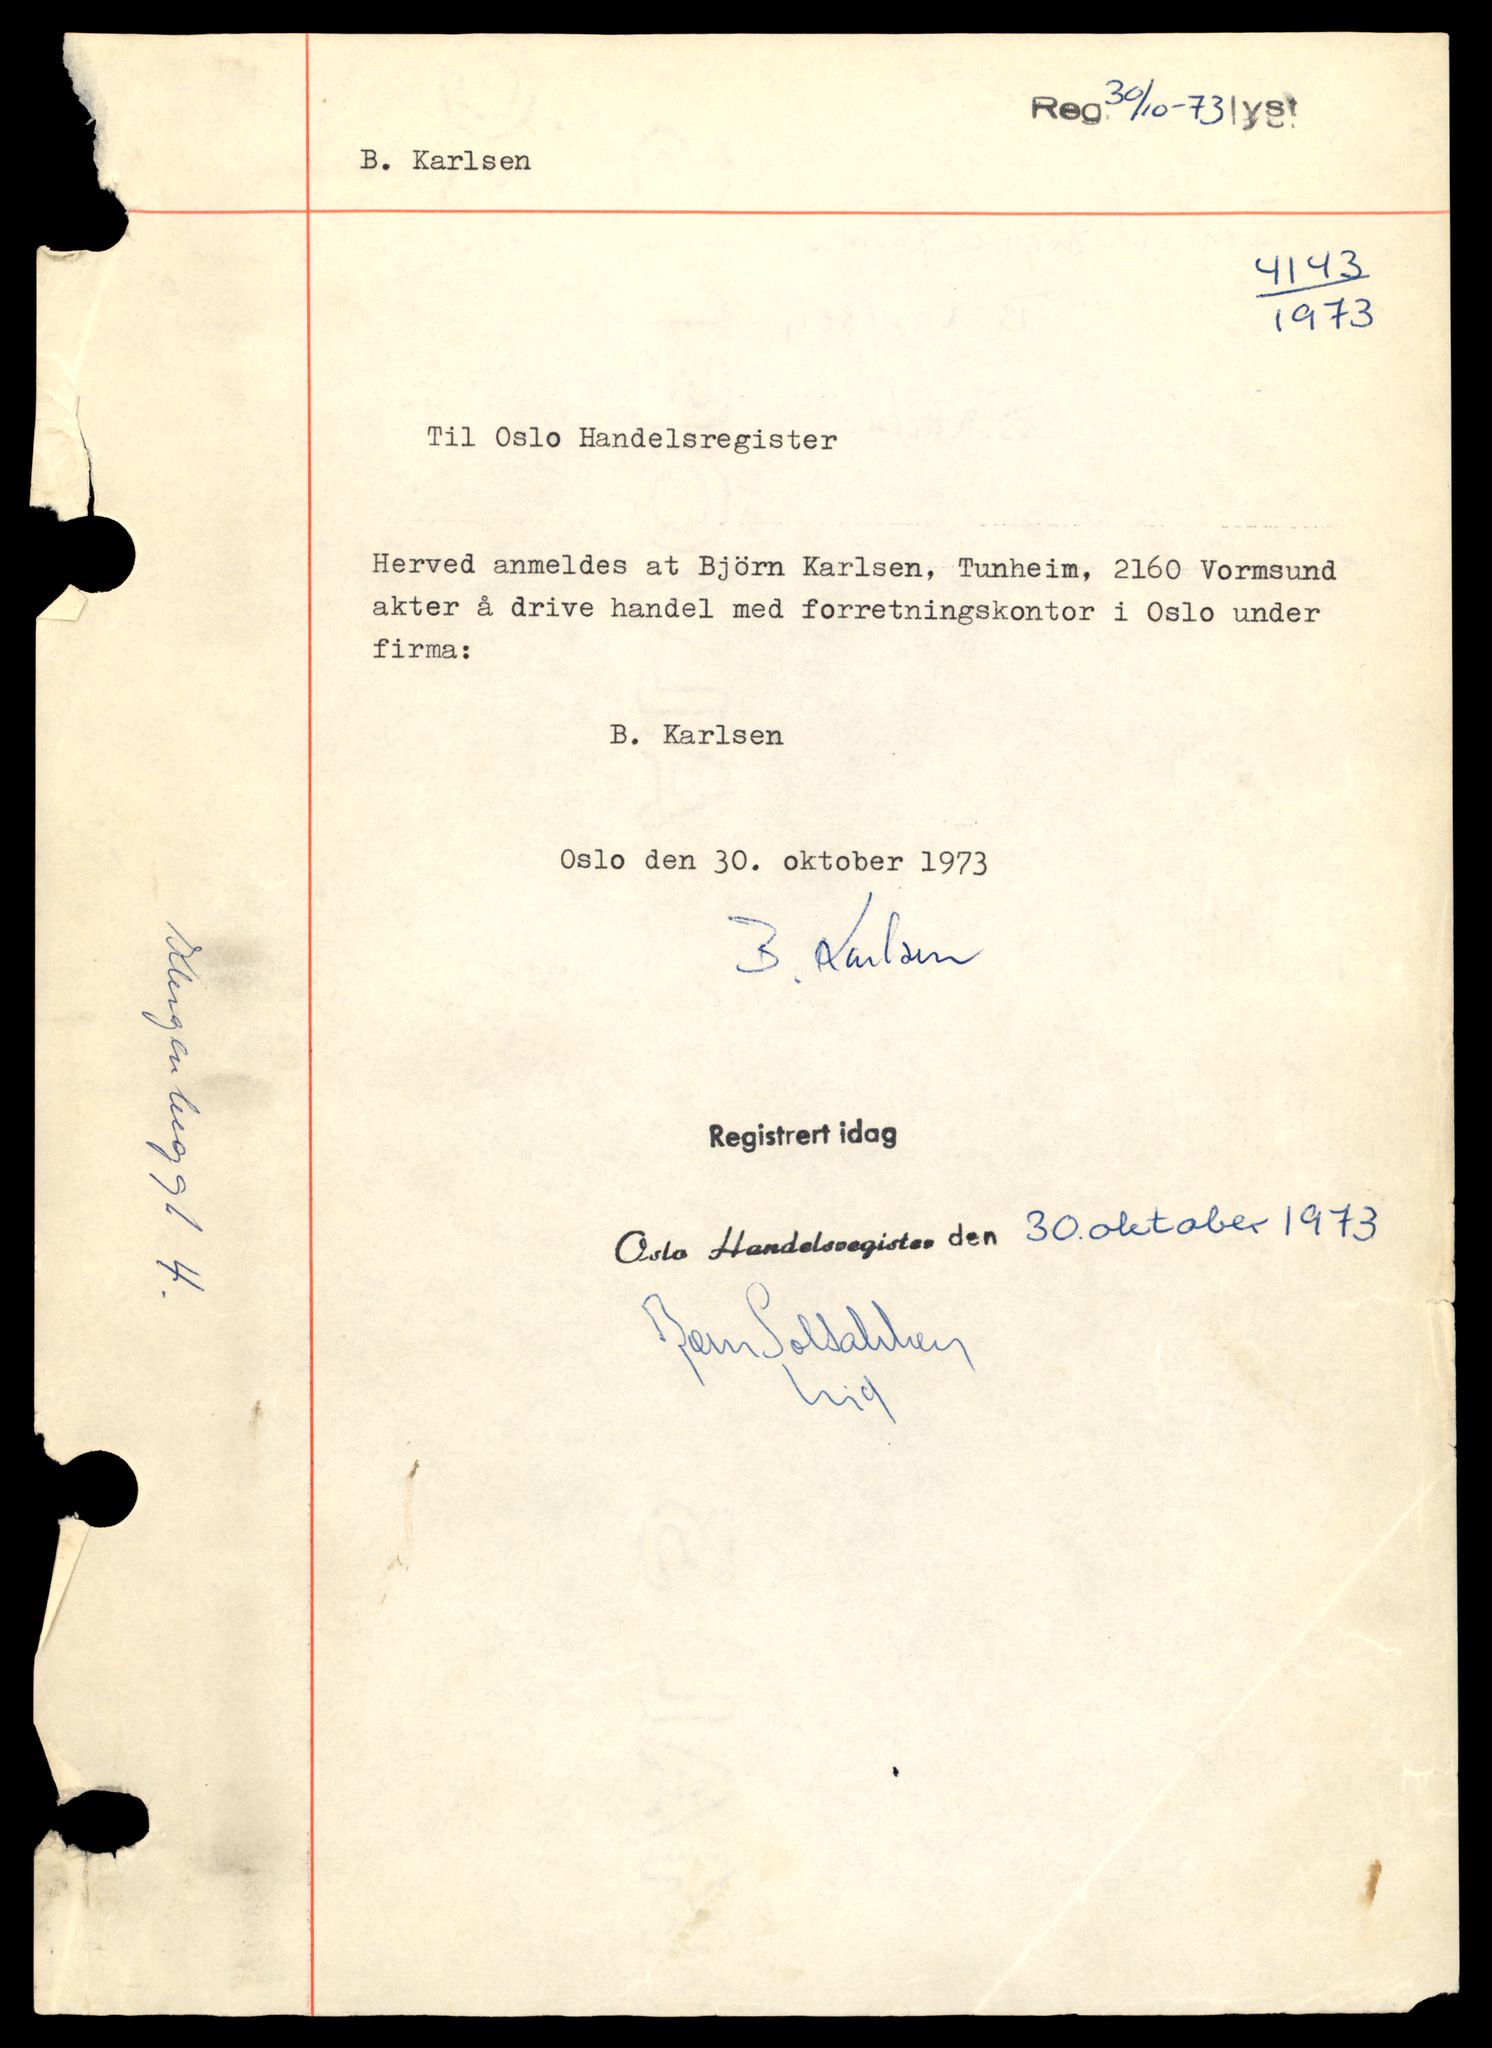 Reg. 30/10-73 lyst
B. Karlsen
4143
1973
Til Oslo Handelsregister
Herved anmeldes at Björn Karlsen, Tunheim, 2160 Vormsund
akter å drive handel med forretningskontor i Oslo under
firma:
B. Karlsen
Oslo den 30. oktober 1973
B. Karlsen
Registrert idag
Oslo Handelsregister den 30. oktober 1973
4.